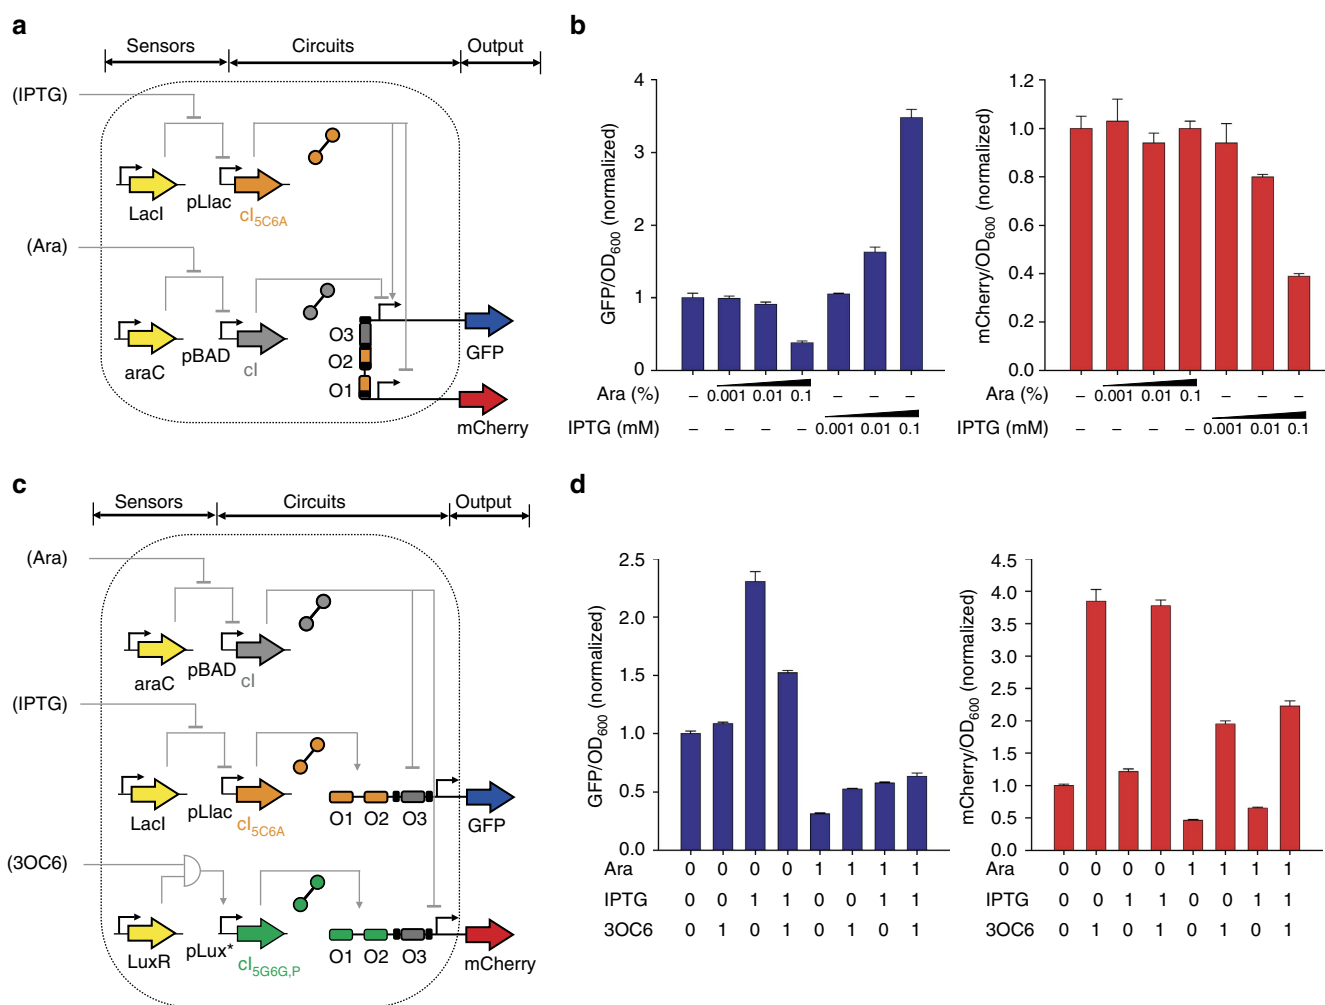 a
Sensors Circuits Output
(IPTG)
LacI pLlac cI5C6A
(Ara)
araC pBAD cI
O3
O2
O1
GFP
mCherry
b
GFP/OD600 (normalized)
4
3
2
1
0
Ara (%) – 0.001 0.01 0.1 – – –
IPTG (mM) – – – – 0.001 0.01 0.1
mCherry/OD600 (normalized)
1.2
1.0
0.8
0.6
0.4
0.2
0.0
Ara (%) – 0.001 0.01 0.1 – – –
IPTG (mM) – – – – 0.001 0.01 0.1
c
Sensors Circuits Output
(Ara)
araC pBAD cI
(IPTG)
LacI pLlac cI5C6A
O1 O2 O3 GFP
(3OC6)
LuxR pLux* cI5G6G,P
O1 O2 O3 mCherry
d
GFP/OD600 (normalized)
2.5
2.0
1.5
1.0
0.5
0.0
Ara 0 0 0 0 1 1 1 1
IPTG 0 0 1 1 0 0 1 1
3OC6 0 1 0 1 0 1 0 1
mCherry/OD600 (normalized)
4.5
4.0
3.5
3.0
2.5
2.0
1.5
1.0
0.5
0.0
Ara 0 0 0 0 1 1 1 1
IPTG 0 0 1 1 0 0 1 1
3OC6 0 1 0 1 0 1 0 1